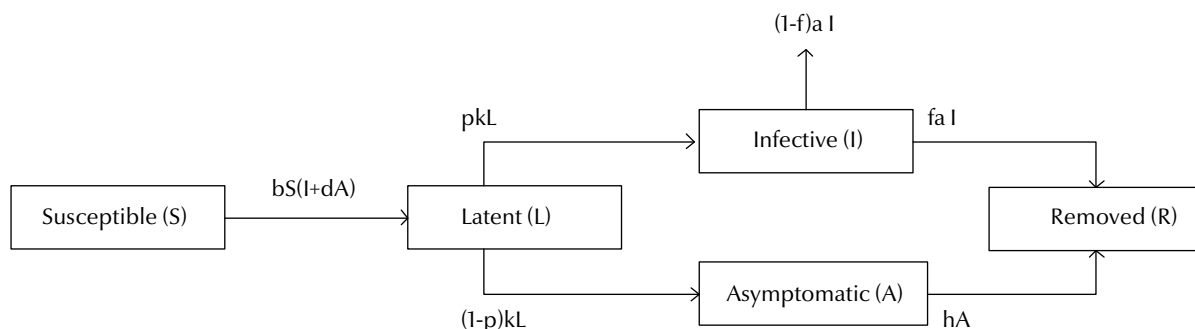 (1-f)a I
pkL
Infective (I)
fa I
bS(I+dA)
Susceptible (S)
Latent (L)
Removed (R)
Asymptomatic (A)
(1-p)kL
hA